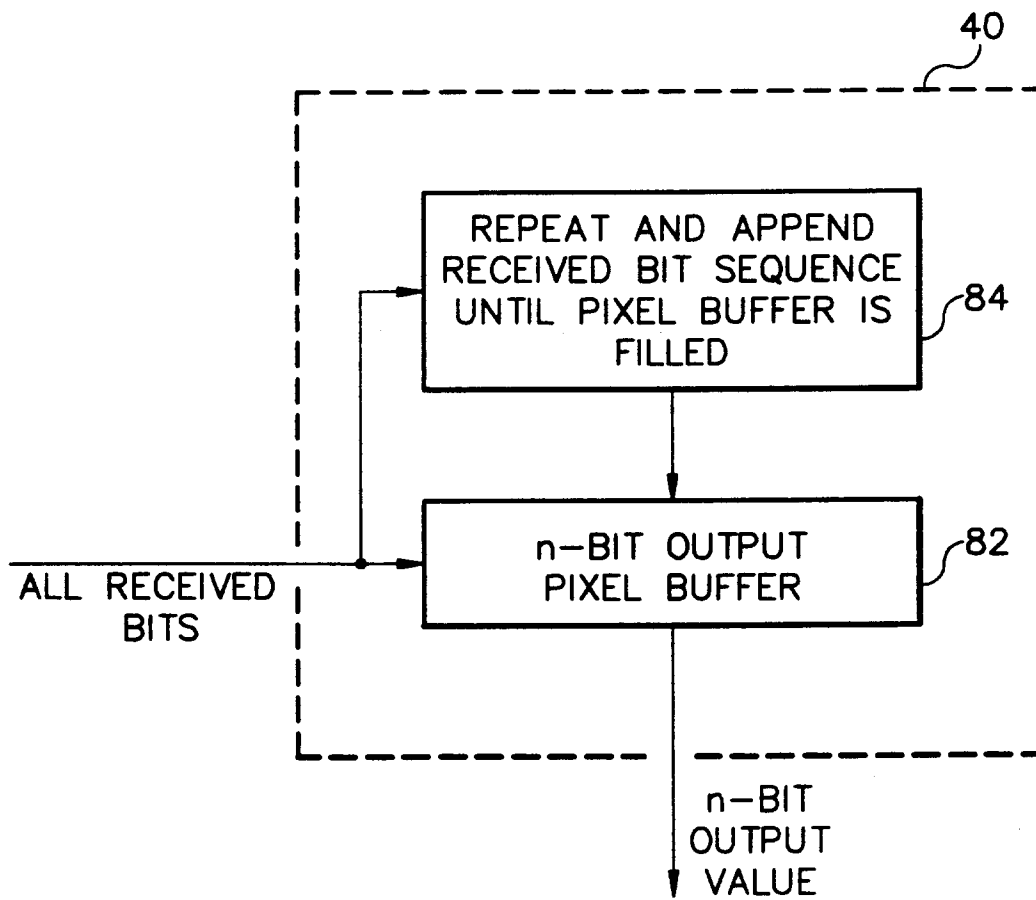 40
REPEAT AND APPEND
RECEIVED BIT SEQUENCE
UNTIL PIXEL BUFFER IS
FILLED
84
n-BIT OUTPUT
PIXEL BUFFER
82
ALL RECEIVED
BITS
n-BIT
OUTPUT
VALUE